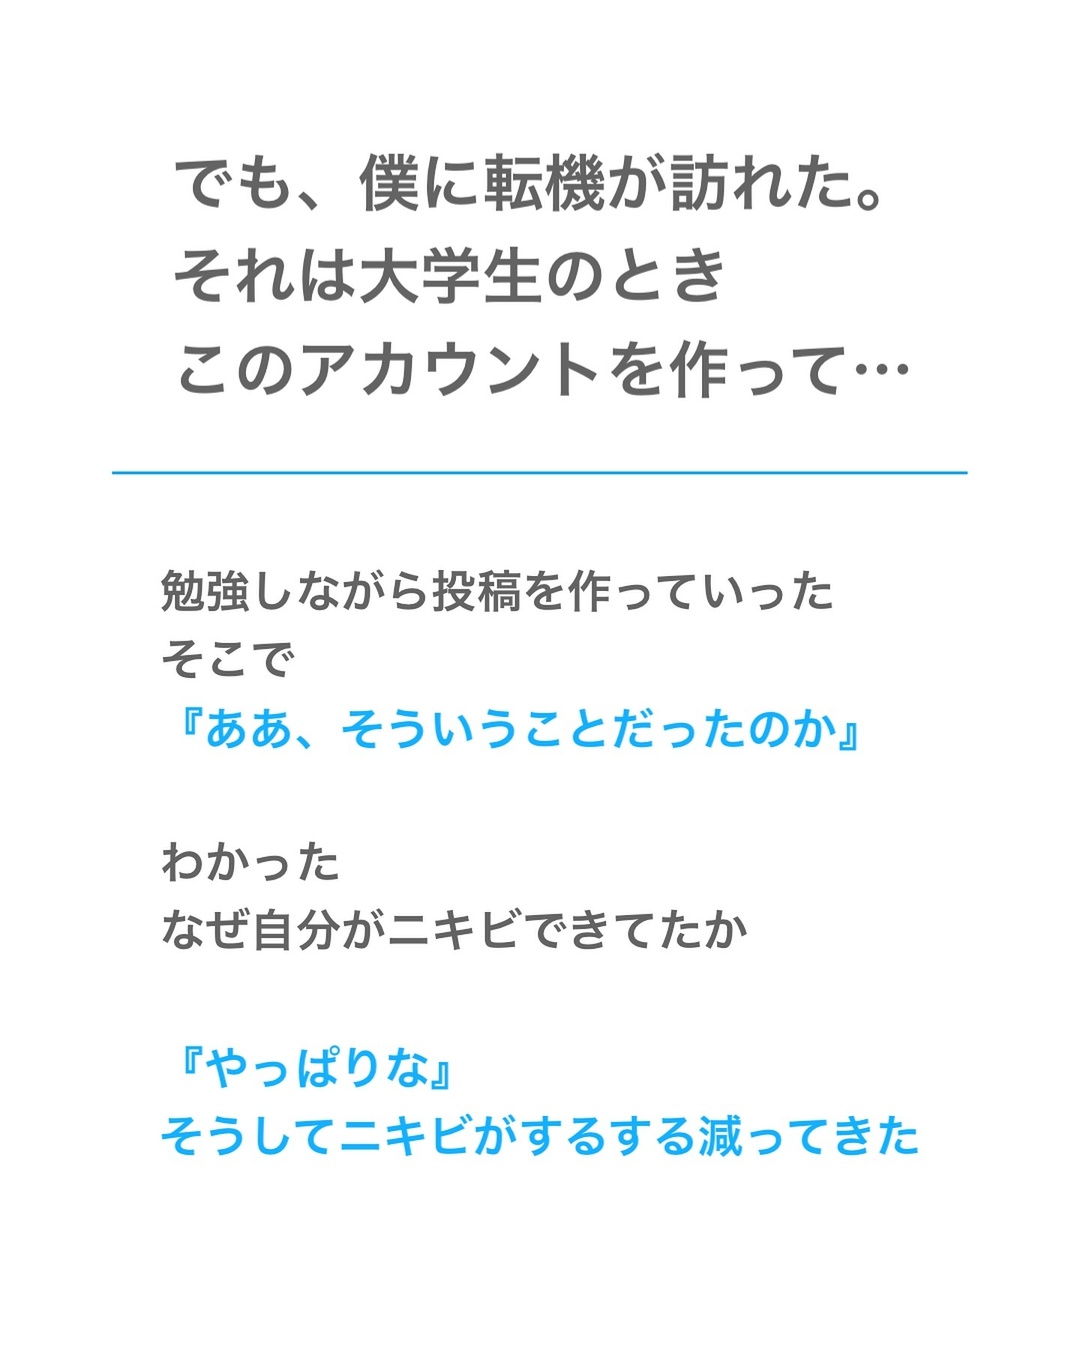 でも、僕に転機が訪れた。
それは大学生のとき
このアカウントを作って…
勉強しながら投稿を作っていった
そこで
『ああ、そういうことだったのか』
わかった
なぜ自分がニキビできてたか
『やっぱりな』
そうしてニキビがするする減ってきた